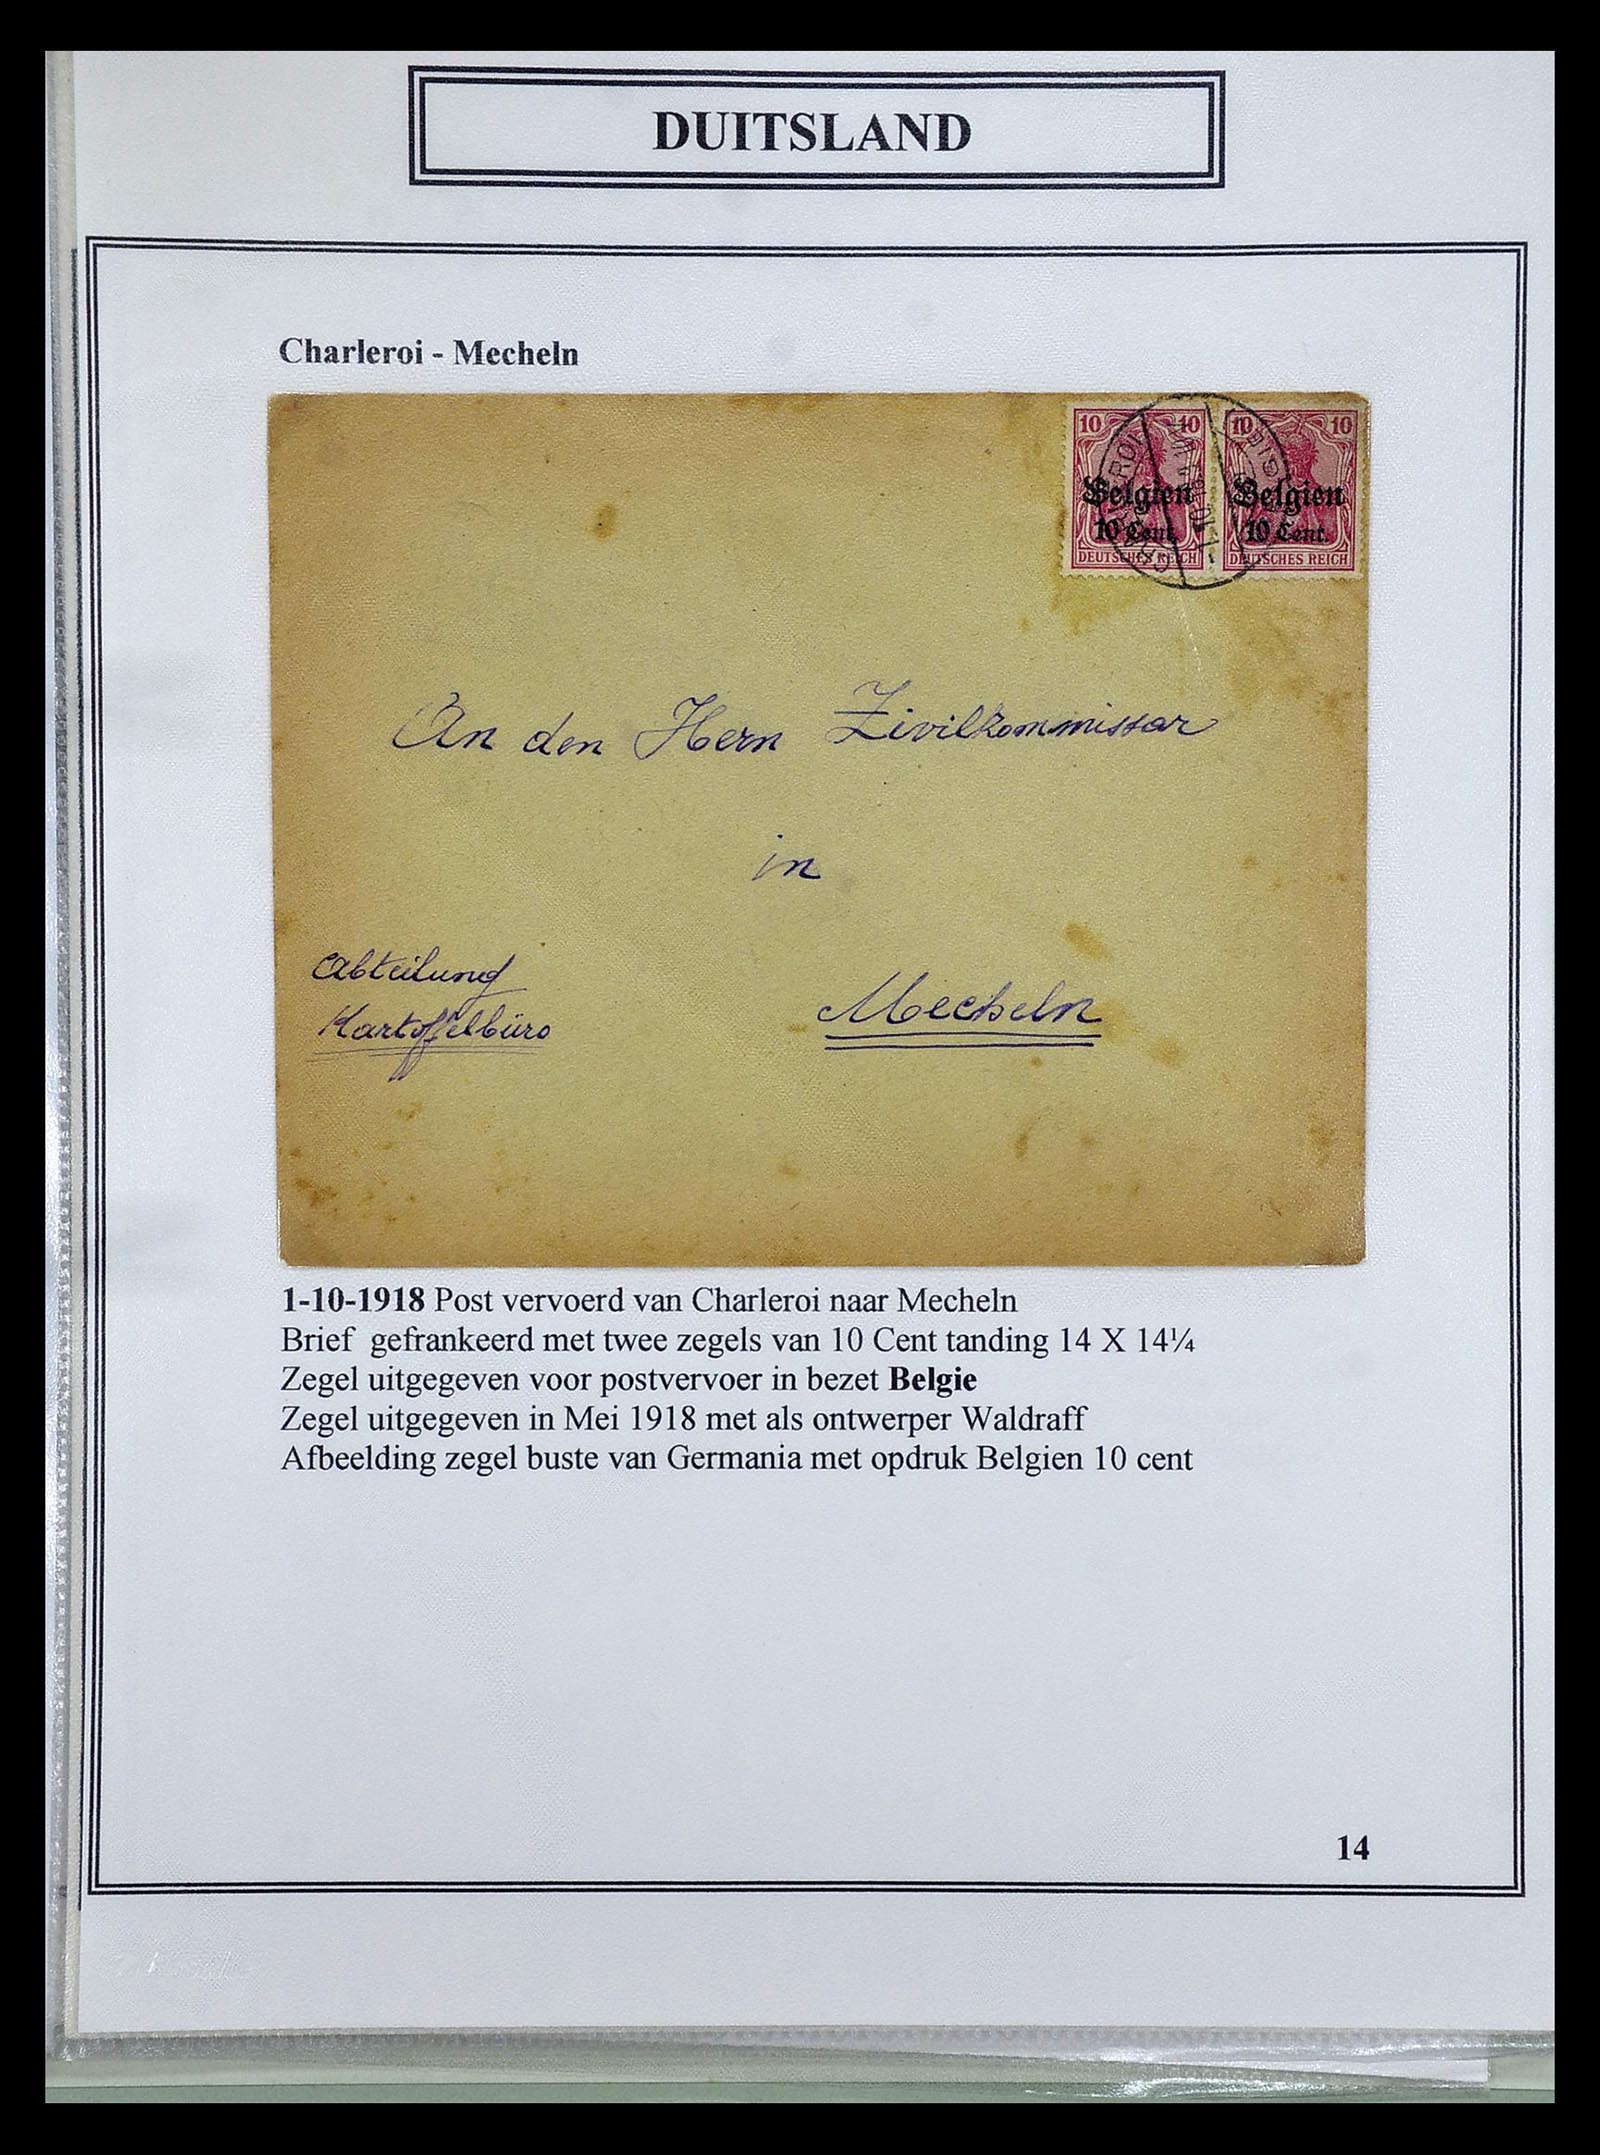 DUITSLAND
Charleroi - Mecheln
10 10
Belgien
10 Cent.
DEUTSCHES REICH
10 10
Belgien
10 Cent.
DEUTSCHES REICH
An den Hern Zivilkommissar
in
Mecheln
Abteilung
Kartoffelbüro
1-10-1918 Post vervoerd van Charleroi naar Mecheln
Brief gefrankeerd met twee zegels van 10 Cent tanding 14 X 14¼
Zegel uitgegeven voor postvervoer in bezet Belgie
Zegel uitgegeven in Mei 1918 met als ontwerper Waldraff
Afbeelding zegel buste van Germania met opdruk Belgien 10 cent
14